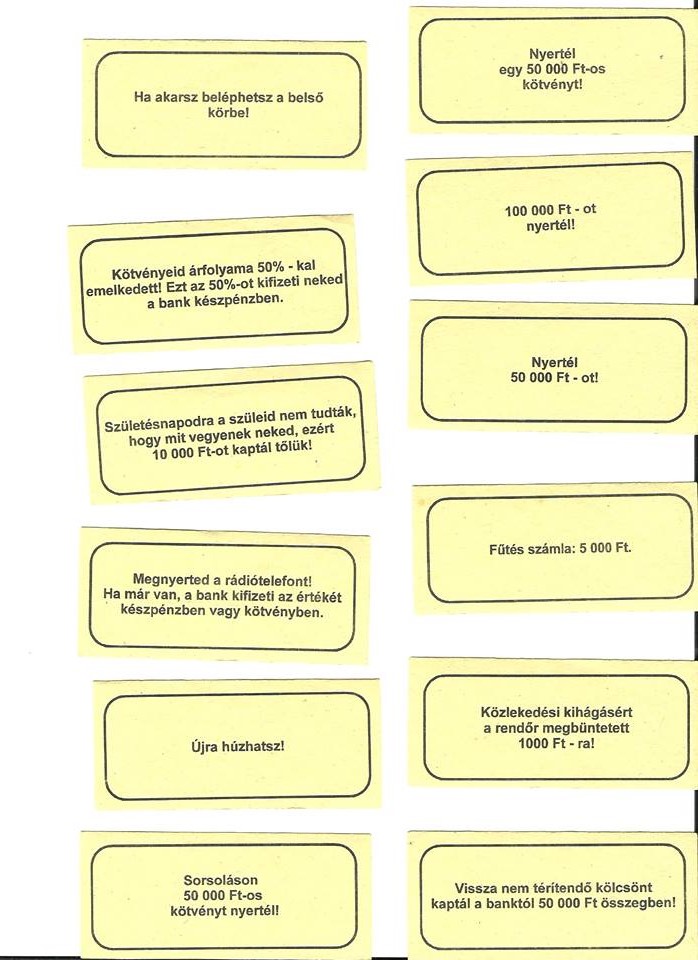 Ha akarsz beléphetsz a belső
körbe!
Kötvényeid árfolyama 50% - kal
emelkedett! Ezt az 50%-ot kifizeti neked
a bank készpénzben.
Születésnapodra a szüleid nem tudták,
hogy mit vegyenek neked, ezért
10 000 Ft-ot kaptál tőlük!
Megnyerted a rádiótelefont!
Ha már van, a bank kifizeti az értékét
készpénzben vagy kötvényben.
Újra húzhatsz!
Sorsoláson
50 000 Ft-os
kötvényt nyertél!
Nyertél
egy 50 000 Ft-os
kötvényt!
100 000 Ft - ot
nyertél!
Nyertél
50 000 Ft - ot!
Fűtés számla: 5 000 Ft.
Közlekedési kihágásért
a rendőr megbüntetett
1000 Ft - ra!
Vissza nem térítendő kölcsönt
kaptál a banktól 50 000 Ft összegben!